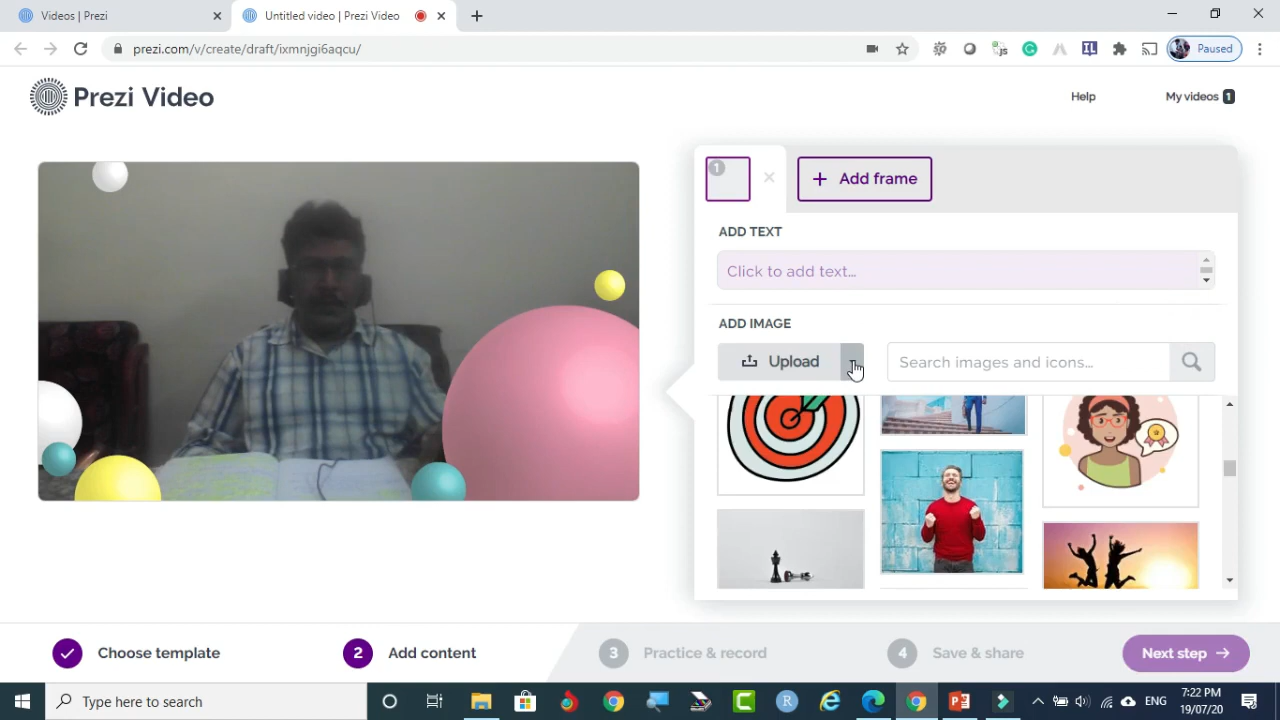 Videos | Prezi
Untitled video | Prezi Video
prezi.com/v/create/draft/ixmnjgi6aqcu/
js
IL
Paused
Prezi Video
Help
My videos 1
1
+ Add frame
ADD TEXT
Click to add text...
ADD IMAGE
Upload
Search images and icons...
Choose template
2 Add content
3 Practice & record
4 Save & share
Next step →
Type here to search
C
R
ENG
7:22 PM
19/07/20